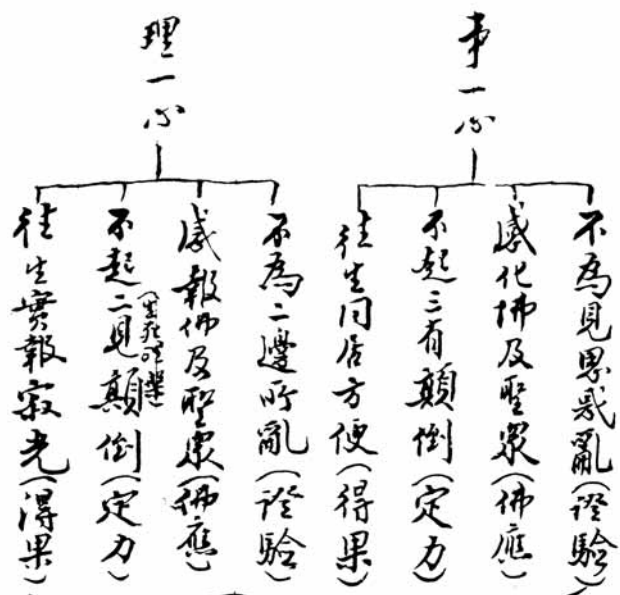 事一心
不為見思惑亂(證驗)
感化佛及聖眾(佛應)
不起三有顛倒(定力)
往生同居方便(得果)
理一心
不為二邊所亂(證驗)
感報佛及聖眾(佛應)
不起二見(生死涅槃)顛倒(定力)
往生實報寂光(得果)